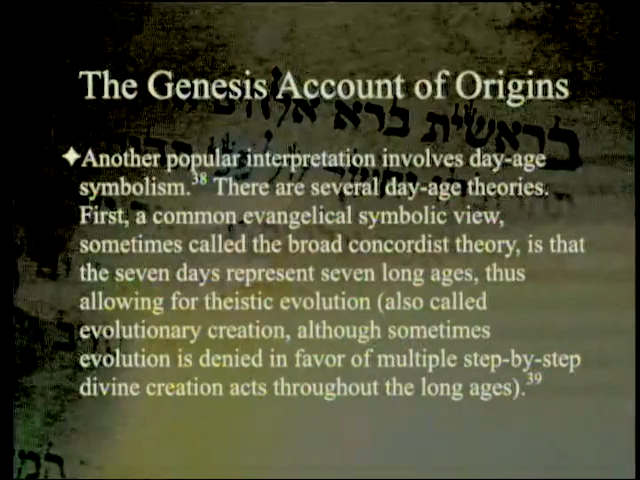 The Genesis Account of Origins
בראשית ברא אלהים
Another popular interpretation involves day-age
symbolism.38 There are several day-age theories.
First, a common evangelical symbolic view,
sometimes called the broad concordist theory, is that
the seven days represent seven long ages, thus
allowing for theistic evolution (also called
evolutionary creation, although sometimes
evolution is denied in favor of multiple step-by-step
divine creation acts throughout the long ages).39